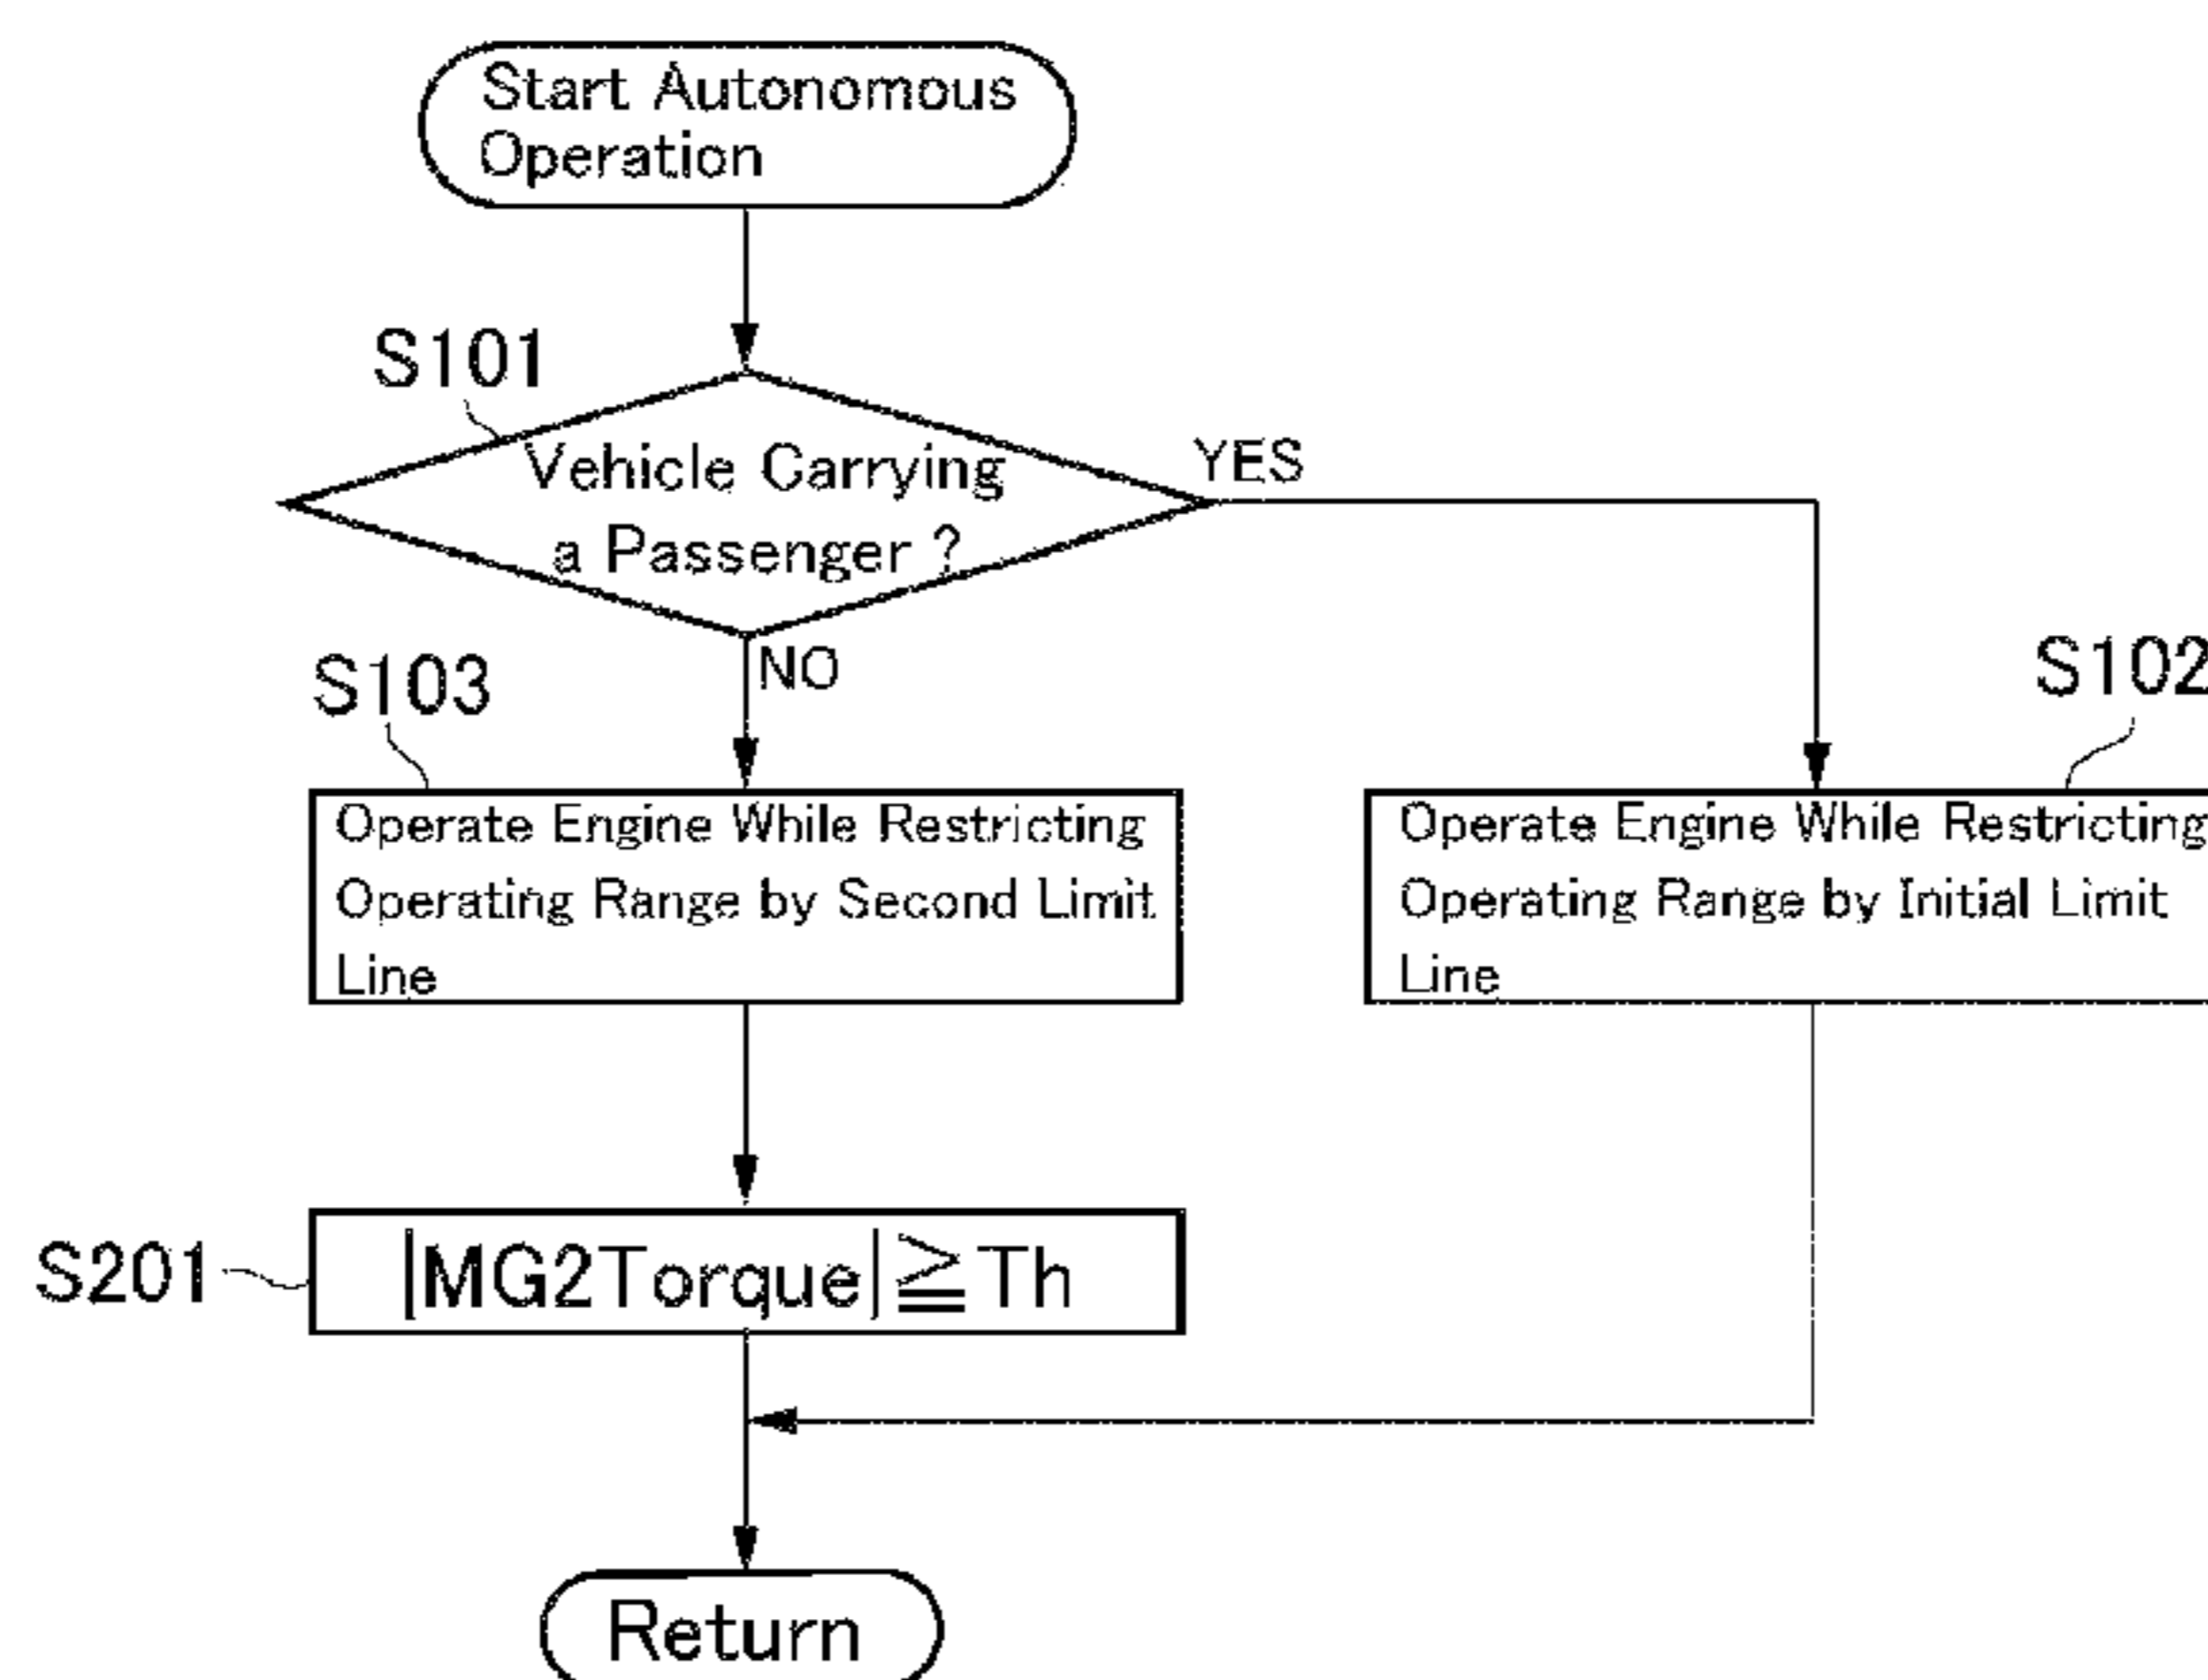 Start Autonomous
Operation
S101
Vehicle Carrying
a Passenger ?
YES
NO
S103
Operate Engine While Restricting
Operating Range by Second Limit
Line
S102
Operate Engine While Restricting
Operating Range by Initial Limit
Line
S201
|MG2Torque|≧Th
Return